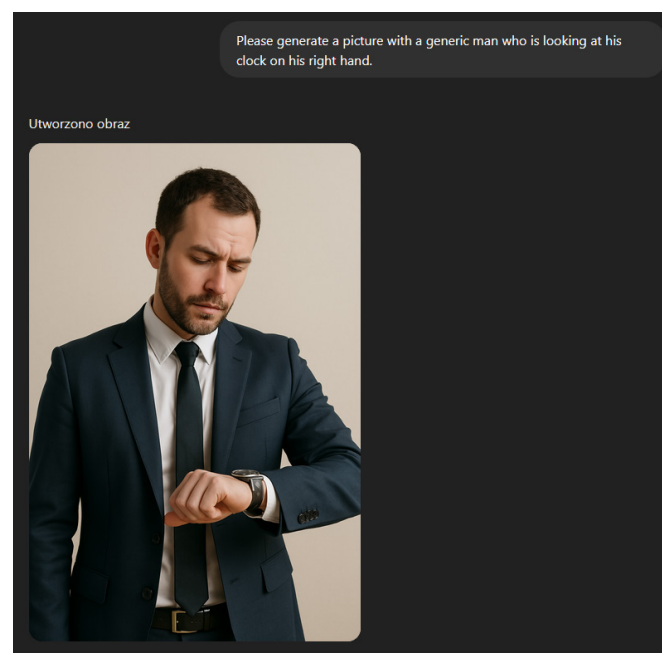 Please generate a picture with a generic man who is looking at his
clock on his right hand.
Utworzono obraz